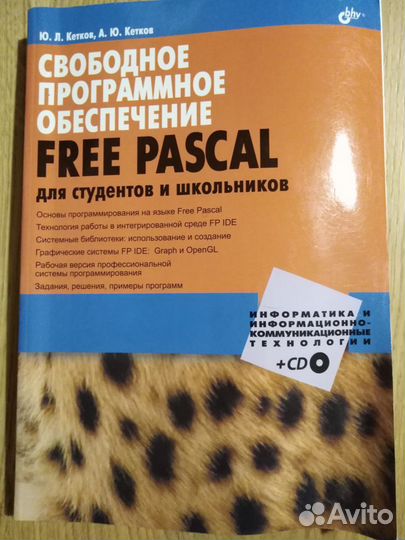 bhv®
Ю. Л. Кетков, А. Ю. Кетков
СВОБОДНОЕ
ПРОГРАММНОЕ
ОБЕСПЕЧЕНИЕ
FREE PASCAL
для студентов и школьников
Основы программирования на языке Free Pascal
Технология работы в интегрированной среде FP IDE
Системные библиотеки: использование и создание
Графические системы FP IDE: Graph и OpenGL
Рабочая версия профессиональной
системы программирования
Задания, решения, примеры программ
ИНФОРМАТИКА И
ИНФОРМАЦИОННО-
КОММУНИКАЦИОННЫЕ
ТЕХНОЛОГИИ
+CD
Avito